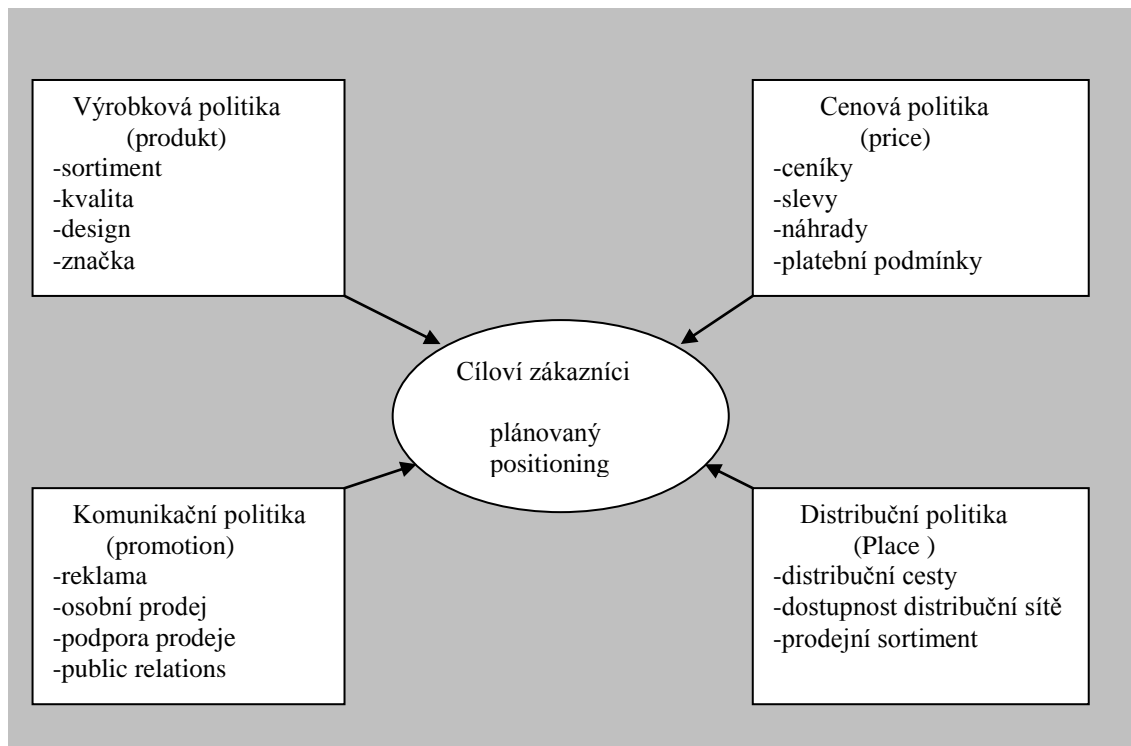 Výrobková politika
(produkt)
-sortiment
-kvalita
-design
-značka
Cenová politika
(price)
-ceníky
-slevy
-náhrady
-platební podmínky
Cíloví zákazníci
plánovaný
positioning
Komunikační politika
(promotion)
-reklama
-osobní prodej
-podpora prodeje
-public relations
Distribuční politika
(Place )
-distribuční cesty
-dostupnost distribuční sítě
-prodejní sortiment